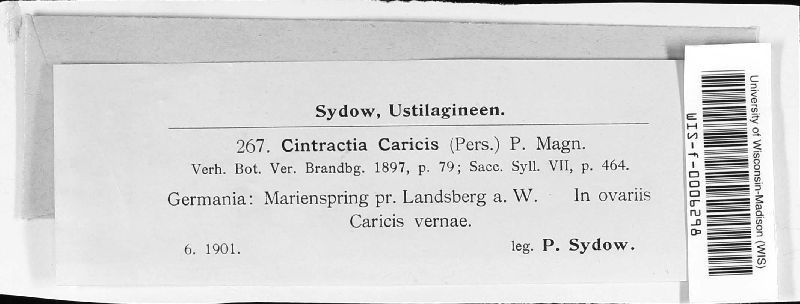 Sydow, Ustilagineen.
267. Cintractia Caricis (Pers.) P. Magn.
Verh. Bot. Ver. Brandbg. 1897, p. 79; Sacc. Syll. VII, p. 464.
Germania: Marienspring pr. Landsberg a. W. In ovariis
Caricis vernae.
6. 1901. leg. P. Sydow.
WIS-f-0006298
University of Wisconsin-Madison (WIS)